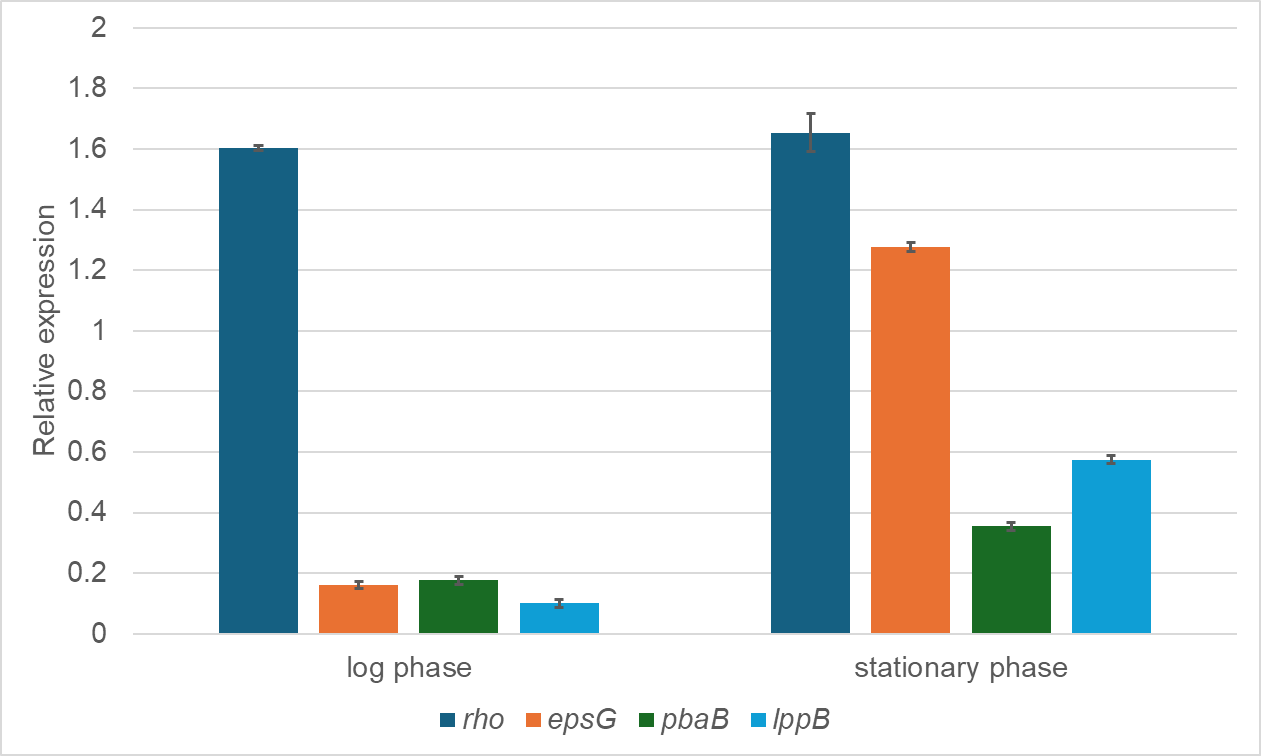 2
1.8
1.6
1.4
1.2
1
0.8
0.6
0.4
0.2
0
Relative expression
log phase
stationary phase
rho epsG pbaB lppB